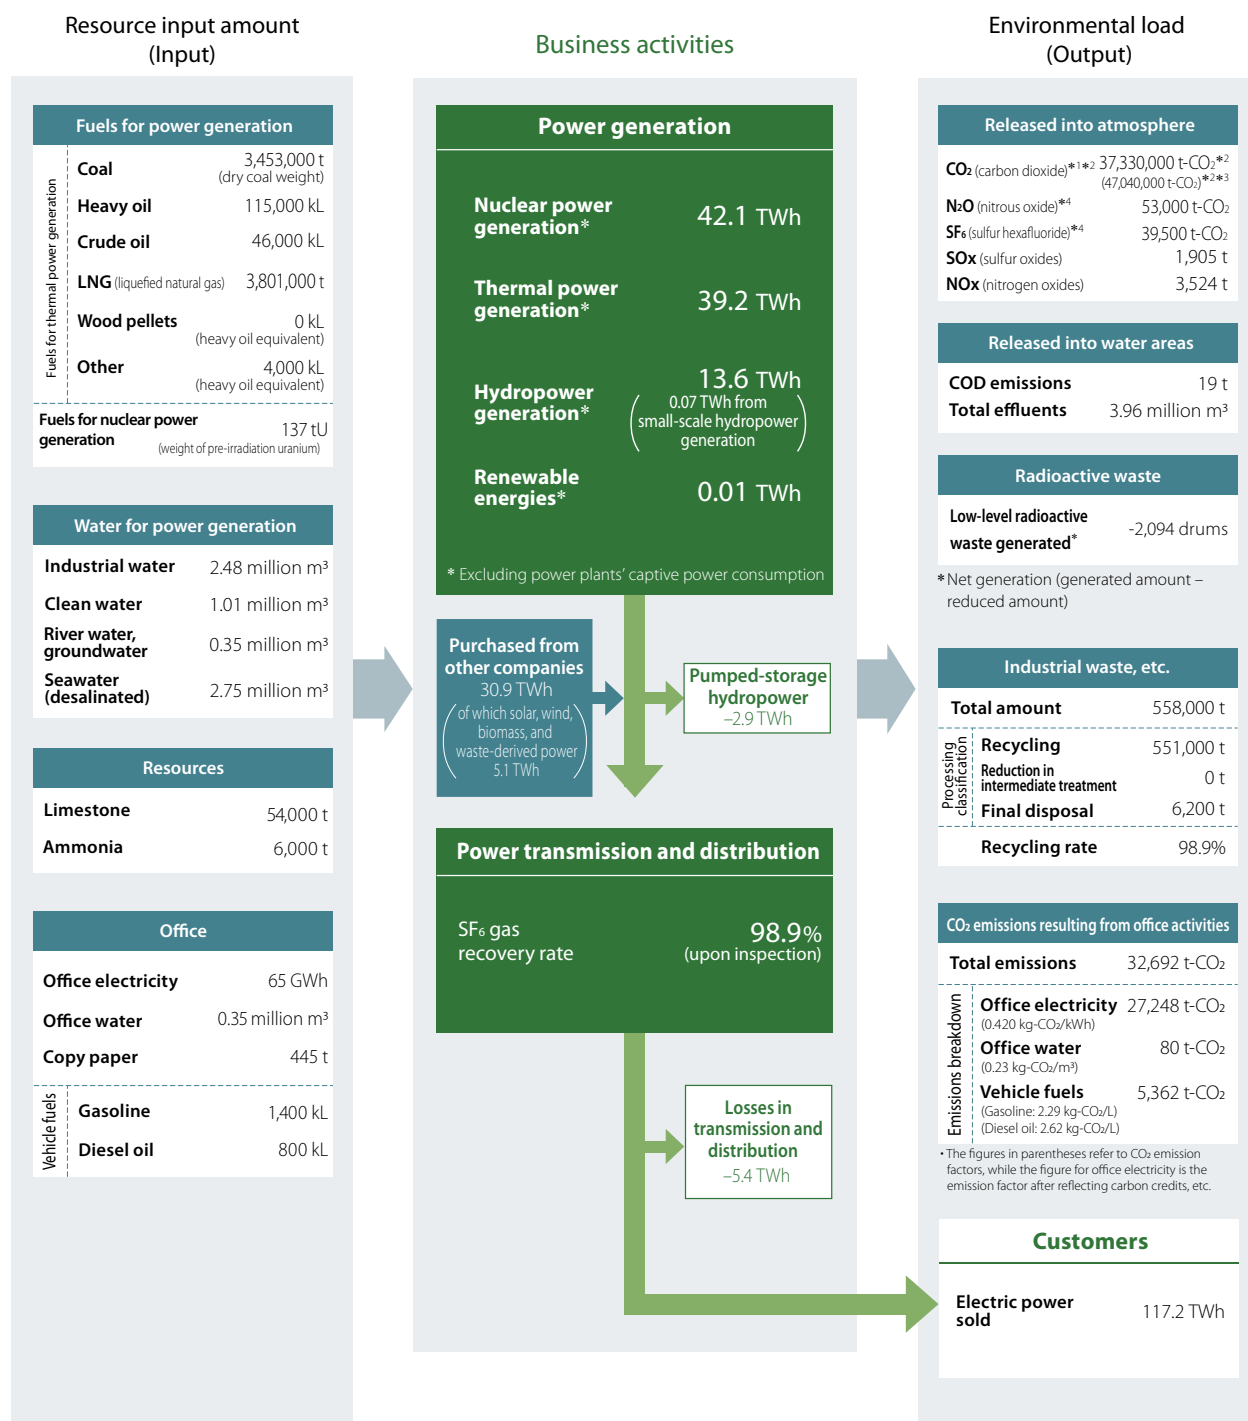 Resource input amount
(Input)
Fuels for power generation
Fuels for thermal power generation
Coal 3,453,000 t
(dry coal weight)
Heavy oil 115,000 kL
Crude oil 46,000 kL
LNG (liquefied natural gas) 3,801,000 t
Wood pellets 0 kL
(heavy oil equivalent)
Other 4,000 kL
(heavy oil equivalent)
Fuels for nuclear power
generation 137 tU
(weight of pre-irradiation uranium)
Water for power generation
Industrial water 2.48 million m³
Clean water 1.01 million m³
River water,
groundwater 0.35 million m³
Seawater
(desalinated) 2.75 million m³
Resources
Limestone 54,000 t
Ammonia 6,000 t
Office
Office electricity 65 GWh
Office water 0.35 million m³
Copy paper 445 t
Vehicle fuels
Gasoline 1,400 kL
Diesel oil 800 kL
Business activities
Power generation
Nuclear power
generation* 42.1 TWh
Thermal power
generation* 39.2 TWh
Hydropower
generation* 13.6 TWh
0.07 TWh from
small-scale hydropower
generation
Renewable
energies* 0.01 TWh
* Excluding power plants’ captive power consumption
Purchased from
other companies
30.9 TWh
of which solar, wind,
biomass, and
waste-derived power
5.1 TWh
Pumped-storage
hydropower
–2.9 TWh
Power transmission and distribution
SF₆ gas
recovery rate 98.9%
(upon inspection)
Losses in
transmission and
distribution
–5.4 TWh
Environmental load
(Output)
Released into atmosphere
CO₂ (carbon dioxide)*1*2 37,330,000 t-CO₂*2
(47,040,000 t-CO₂)*2*3
N₂O (nitrous oxide)*4 53,000 t-CO₂
SF₆ (sulfur hexafluoride)*4 39,500 t-CO₂
SOx (sulfur oxides) 1,905 t
NOx (nitrogen oxides) 3,524 t
Released into water areas
COD emissions 19 t
Total effluents 3.96 million m³
Radioactive waste
Low-level radioactive
waste generated* -2,094 drums
* Net generation (generated amount –
reduced amount)
Industrial waste, etc.
Total amount 558,000 t
Processing
classification
Recycling 551,000 t
Reduction in
intermediate treatment 0 t
Final disposal 6,200 t
Recycling rate 98.9%
CO₂ emissions resulting from office activities
Total emissions 32,692 t-CO₂
Emissions breakdown
Office electricity 27,248 t-CO₂
(0.420 kg-CO₂/kWh)
Office water 80 t-CO₂
(0.23 kg-CO₂/m³)
Vehicle fuels 5,362 t-CO₂
(Gasoline: 2.29 kg-CO₂/L)
(Diesel oil: 2.62 kg-CO₂/L)
• The figures in parentheses refer to CO₂ emission
factors, while the figure for office electricity is the
emission factor after reflecting carbon credits, etc.
Customers
Electric power
sold 117.2 TWh